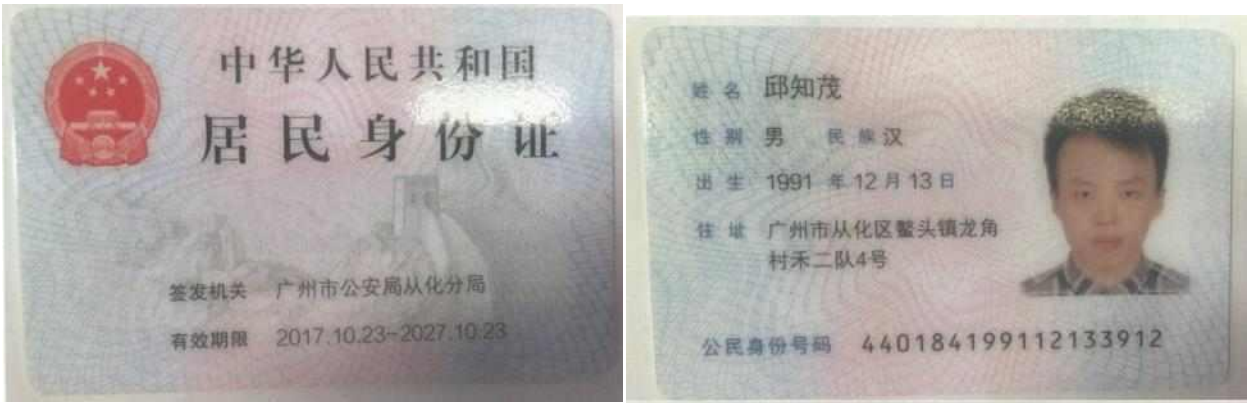 中华人民共和国
居民身份证
签发机关 广州市公安局从化分局
有效期限 2017.10.23-2027.10.23
姓名 邱知茂
性别 男 民族 汉
出生 1991 年 12 月 13 日
住址 广州市从化区鳌头镇龙角
村禾二队4号
公民身份号码 440184199112133912